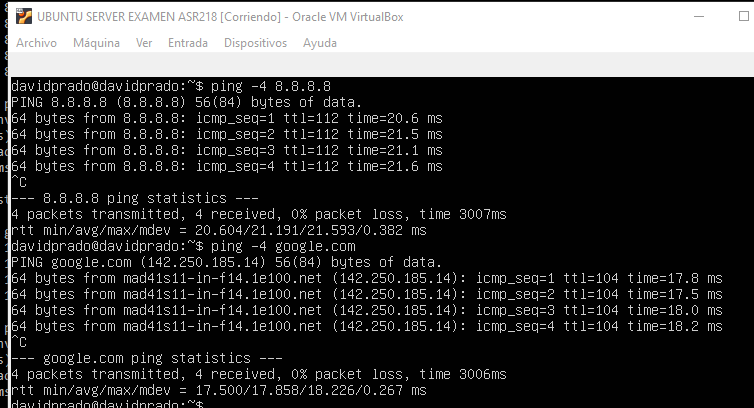 UBUNTU SERVER EXAMEN ASR218 [Corriendo] - Oracle VM VirtualBox
Archivo Máquina Ver Entrada Dispositivos Ayuda
davidprado@davidprado:~$ ping -4 8.8.8.8
PING 8.8.8.8 (8.8.8.8) 56(84) bytes of data.
64 bytes from 8.8.8.8: icmp_seq=1 ttl=112 time=20.6 ms
64 bytes from 8.8.8.8: icmp_seq=2 ttl=112 time=21.5 ms
64 bytes from 8.8.8.8: icmp_seq=3 ttl=112 time=21.1 ms
64 bytes from 8.8.8.8: icmp_seq=4 ttl=112 time=21.6 ms
^C
--- 8.8.8.8 ping statistics ---
4 packets transmitted, 4 received, 0% packet loss, time 3007ms
rtt min/avg/max/mdev = 20.604/21.191/21.593/0.382 ms
davidprado@davidprado:~$ ping -4 google.com
PING google.com (142.250.185.14) 56(84) bytes of data.
64 bytes from mad41s11-in-f14.1e100.net (142.250.185.14): icmp_seq=1 ttl=104 time=17.8 ms
64 bytes from mad41s11-in-f14.1e100.net (142.250.185.14): icmp_seq=2 ttl=104 time=17.5 ms
64 bytes from mad41s11-in-f14.1e100.net (142.250.185.14): icmp_seq=3 ttl=104 time=18.0 ms
64 bytes from mad41s11-in-f14.1e100.net (142.250.185.14): icmp_seq=4 ttl=104 time=18.2 ms
^C
--- google.com ping statistics ---
4 packets transmitted, 4 received, 0% packet loss, time 3006ms
rtt min/avg/max/mdev = 17.500/17.858/18.226/0.267 ms
davidprado@davidprado:~$